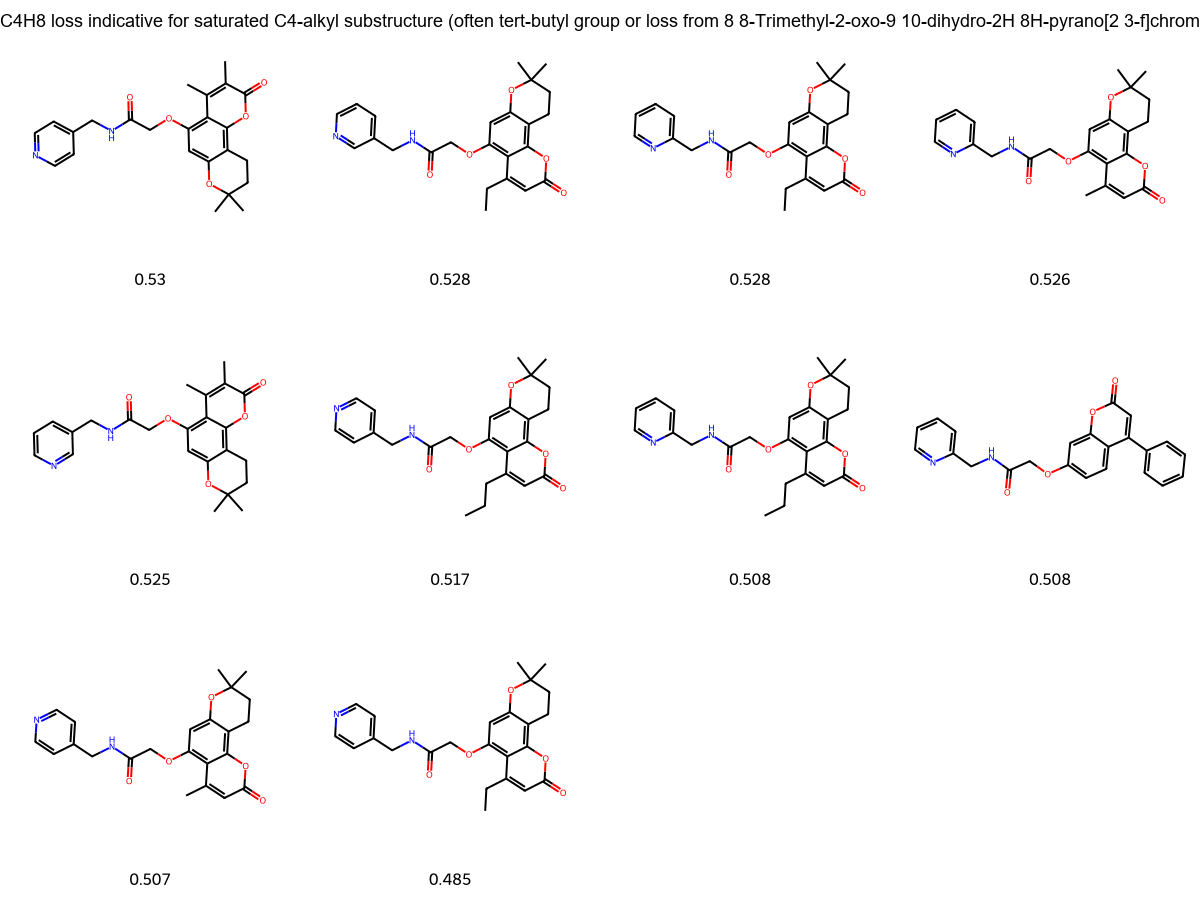 C4H8 loss indicative for saturated C4-alkyl substructure (often tert-butyl group or loss from 8 8-Trimethyl-2-oxo-9 10-dihydro-2H 8H-pyrano[2 3-f]chrom
O O O O N H N O
O O H N O O O N
O O H N O O O N
O O H N O O O N
0.53
0.528
0.528
0.526
O O O O N H N O
O O H N O O O N
O O H N O O O N
O O H N O O N
0.525
0.517
0.508
0.508
O O H N O O O N
O O H N O O O N
0.507
0.485